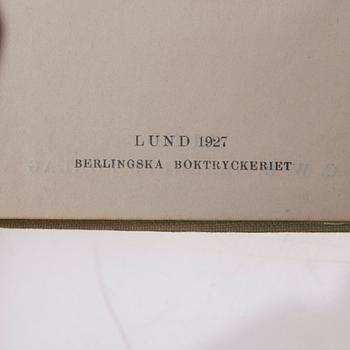 LUND 1927
BERLINGSKA BOKTRYCKERIET